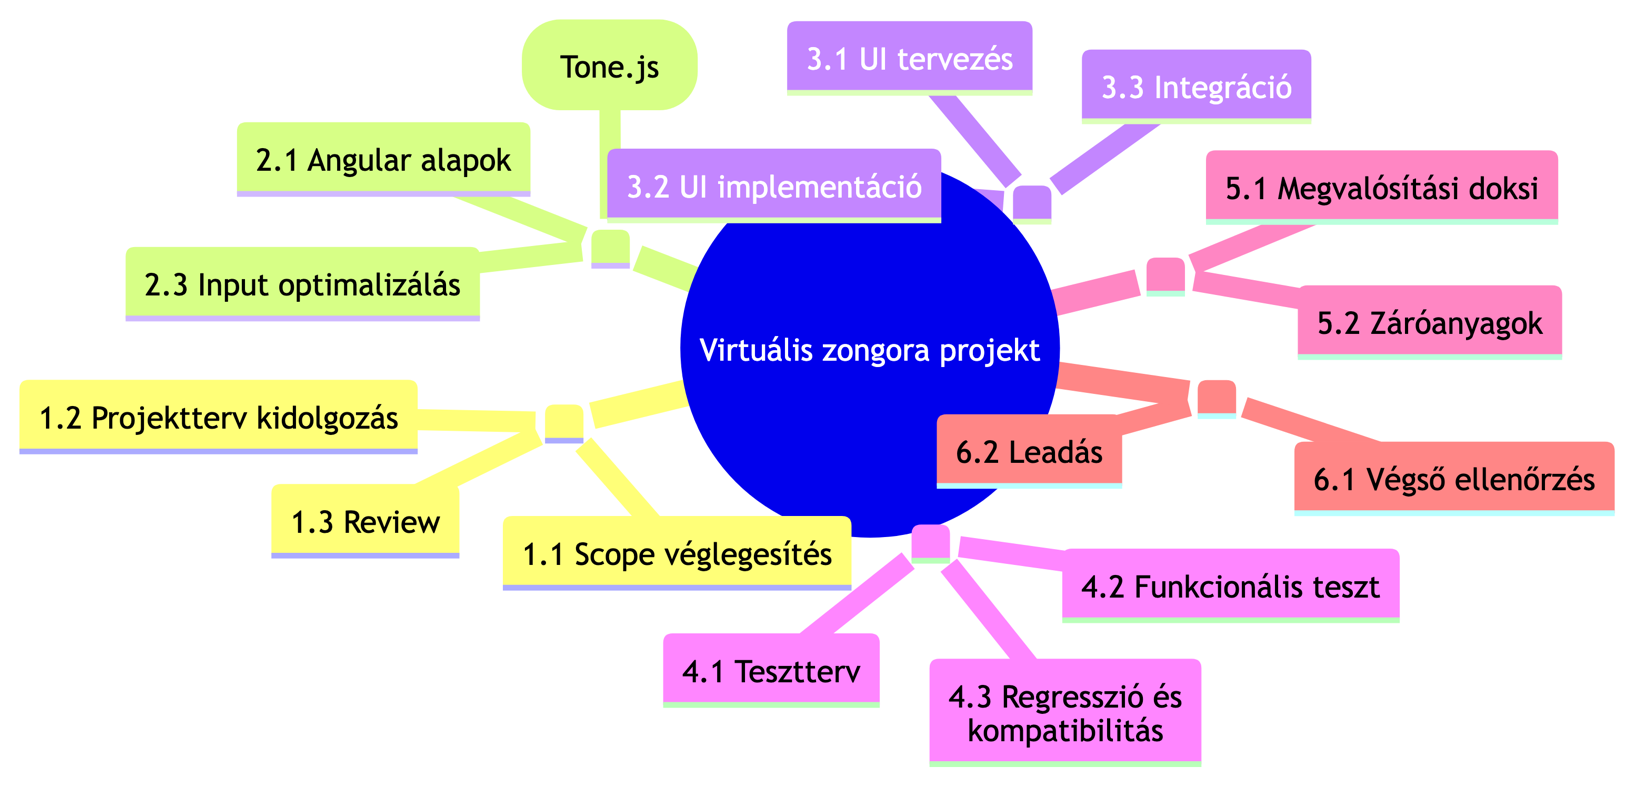 Tone.js
3.1 UI tervezés
3.3 Integráció
2.1 Angular alapok
3.2 UI implementáció
5.1 Megvalósítási doksi
2.3 Input optimalizálás
5.2 Záróanyagok
Virtuális zongora projekt
1.2 Projektterv kidolgozás
6.2 Leadás
6.1 Végső ellenőrzés
1.3 Review
1.1 Scope véglegesítés
4.2 Funkcionális teszt
4.1 Tesztterv
4.3 Regresszió és
kompatibilitás